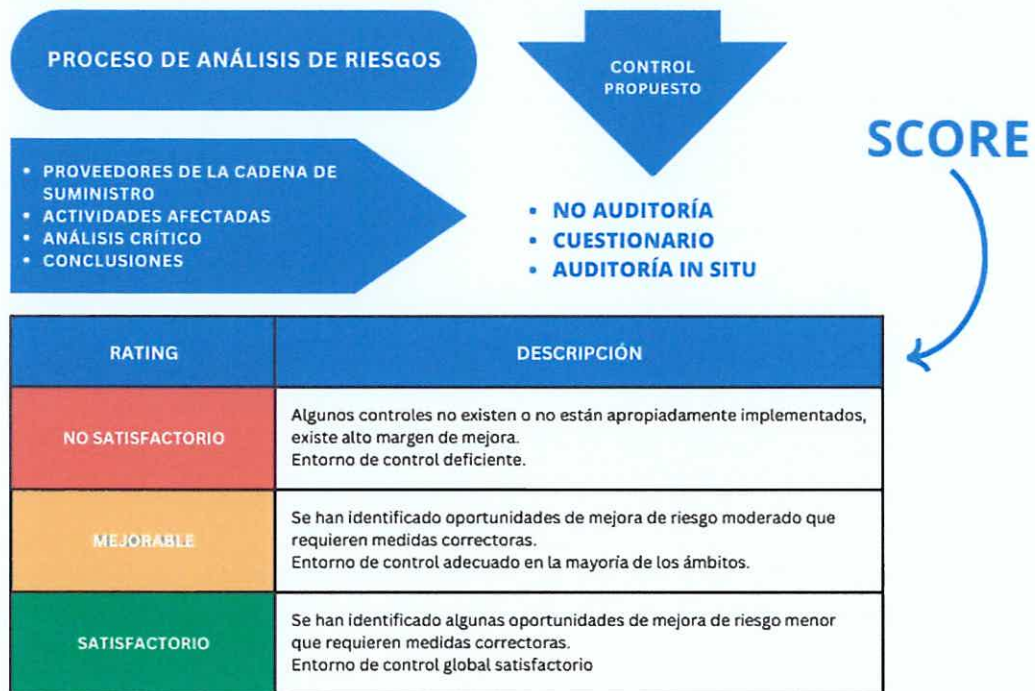 PROCESO DE ANÁLISIS DE RIESGOS
CONTROL
PROPUESTO
SCORE
• PROVEEDORES DE LA CADENA DE
SUMINISTRO
• ACTIVIDADES AFECTADAS
• ANÁLISIS CRÍTICO
• CONCLUSIONES
• NO AUDITORÍA
• CUESTIONARIO
• AUDITORÍA IN SITU
RATING
DESCRIPCIÓN
NO SATISFACTORIO
Algunos controles no existen o no están apropiadamente implementados,
existe alto margen de mejora.
Entorno de control deficiente.
MEJORABLE
Se han identificado oportunidades de mejora de riesgo moderado que
requieren medidas correctoras.
Entorno de control adecuado en la mayoría de los ámbitos.
SATISFACTORIO
Se han identificado algunas oportunidades de mejora de riesgo menor
que requieren medidas correctoras.
Entorno de control global satisfactorio